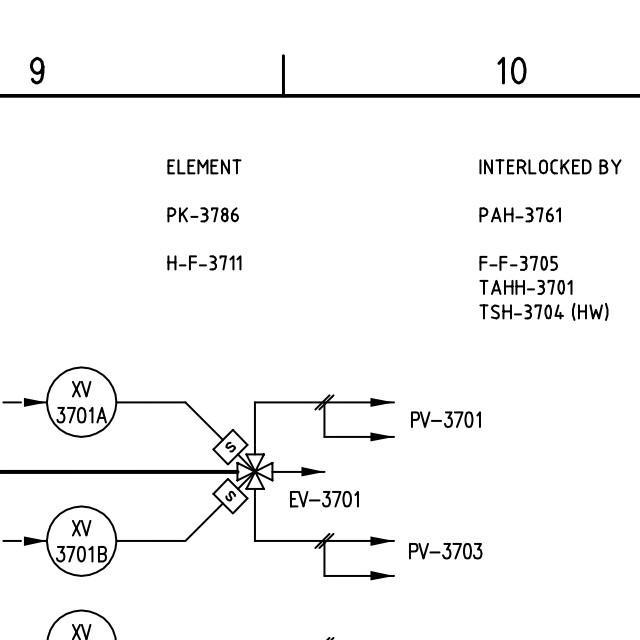 9 10
ELEMENT INTERLOCKED BY
PK-3786 PAH-3761
H-F-3711 F-F-3705
TAHH-3701
TSH-3704 (HW)
XV
3701A
PV-3701
S
EV-3701
S
XV
3701B
PV-3703
XV